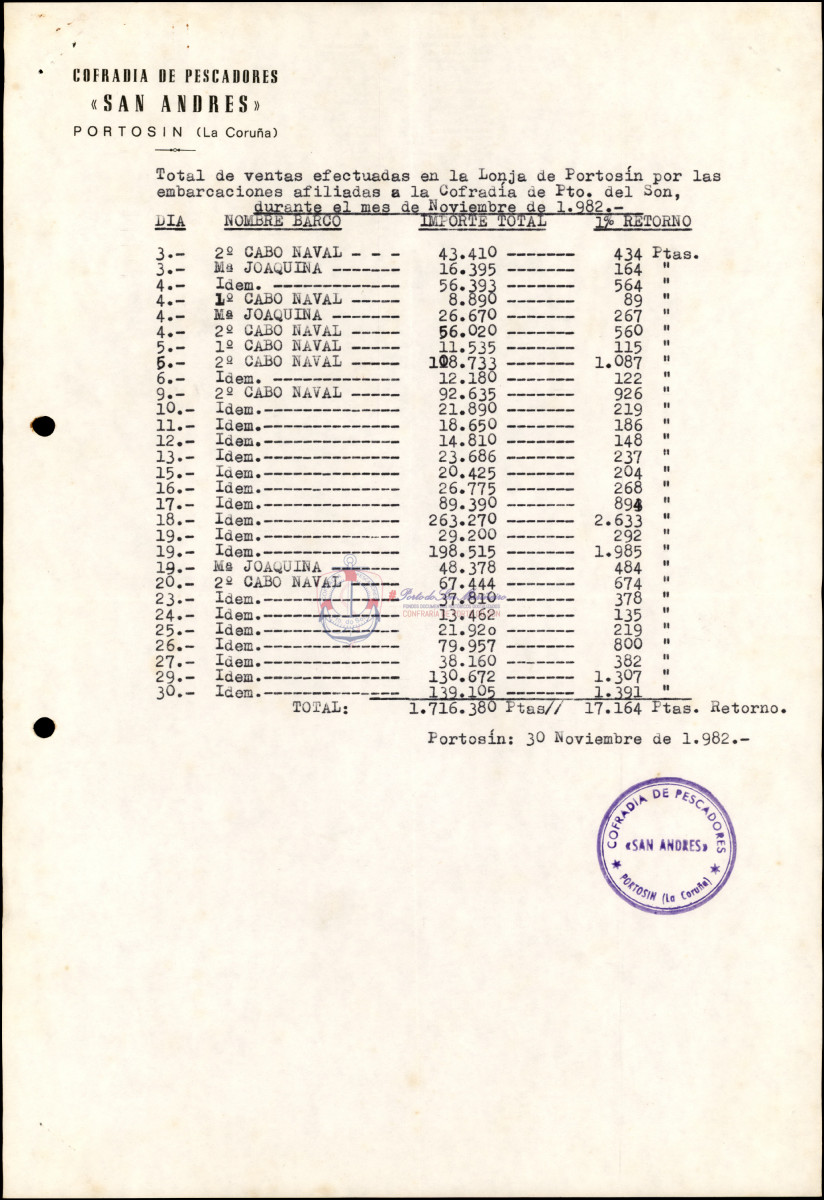 COFRADIA DE PESCADORES
«SAN ANDRES»
PORTOSIN (La Coruña)
Total de ventas efectuadas en la Lonja de Portosín por las
embarcaciones afiliadas a la Cofradía de Pto. del Son,
durante el mes de Noviembre de 1.982.-
DIA NOMBRE BARCO IMPORTE TOTAL 1% RETORNO
3.- 2º CABO NAVAL - - - 43.410 ------- 434 Ptas.
3.- Mª JOAQUINA ------- 16.395 ------- 164 "
4.- Idem. ------------- 56.393 ------- 564 "
4.- 1º CABO NAVAL ----- 8.890 ------- 89 "
4.- Mª JOAQUINA ------- 26.670 ------- 267 "
4.- 2º CABO NAVAL ----- 56.020 ------- 560 "
5.- 1º CABO NAVAL ----- 11.535 ------- 115 "
5.- 2º CABO NAVAL ----- 108.733 ------- 1.087 "
6.- Idem. ------------- 12.180 ------- 122 "
9.- 2º CABO NAVAL ----- 92.635 ------- 926 "
10.- Idem.-------------- 21.890 ------- 219 "
11.- Idem.-------------- 18.650 ------- 186 "
12.- Idem.-------------- 14.810 ------- 148 "
13.- Idem.-------------- 23.686 ------- 237 "
15.- Idem.-------------- 20.425 ------- 204 "
16.- Idem.-------------- 26.775 ------- 268 "
17.- Idem.-------------- 89.390 ------- 894 "
18.- Idem.-------------- 263.270 ------- 2.633 "
19.- Idem.-------------- 29.200 ------- 292 "
19.- Idem.-------------- 198.515 ------- 1.985 "
19.- Mª JOAQUINA ------- 48.378 ------- 484 "
20.- 2º CABO NAVAL------ 67.444 ------- 674 "
23.- Idem.-------------- 37.810 ------- 378 "
24.- Idem.-------------- 13.462 ------- 135 "
25.- Idem.-------------- 21.92o ------- 219 "
26.- Idem.-------------- 79.957 ------- 800 "
27.- Idem.-------------- 38.160 ------- 382 "
29.- Idem.-------------- 130.672 ------- 1.307 "
30.- Idem.-------------- 139.105 ------- 1.391 "
TOTAL: 1.716.380 Ptas// 17.164 Ptas. Retorno.
Portosín: 30 Noviembre de 1.982.-
COFRADIA DE PESCADORES
«SAN ANDRES»
PORTOSIN (La Coruña)